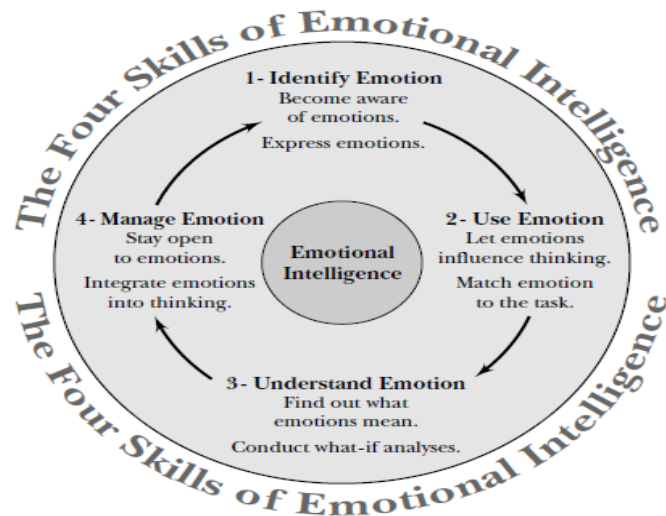 The Four Skills of Emotional Intelligence
1- Identify Emotion
Become aware
of emotions.
Express emotions.
2- Use Emotion
Let emotions
influence thinking.
Match emotion
to the task.
4- Manage Emotion
Stay open
to emotions.
Integrate emotions
into thinking.
Emotional
Intelligence
3- Understand Emotion
Find out what
emotions mean.
Conduct what-if analyses.
The Four Skills of Emotional Intelligence